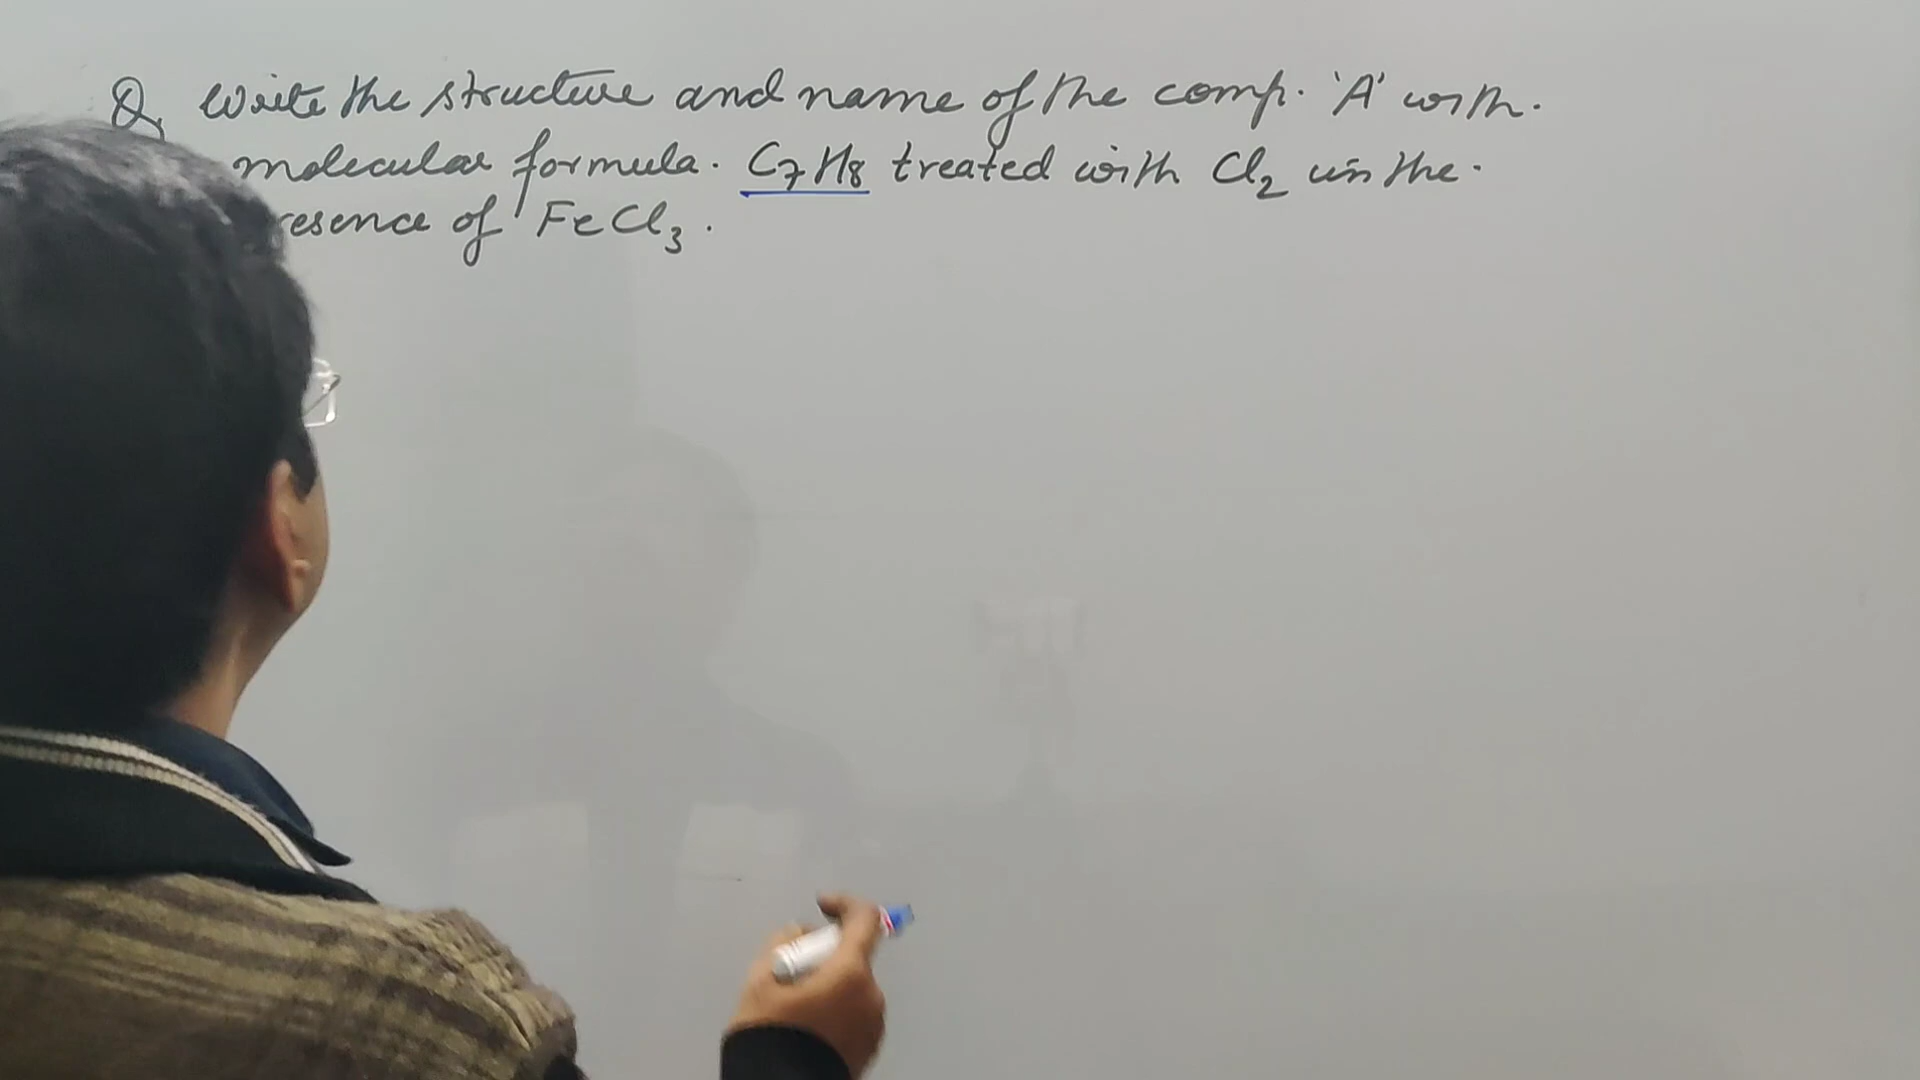 Q. Write the structure and name of the comp. 'A' with.
molecular formula. C₇H₈ treated with Cl₂ in the.
resence of FeCl₃.